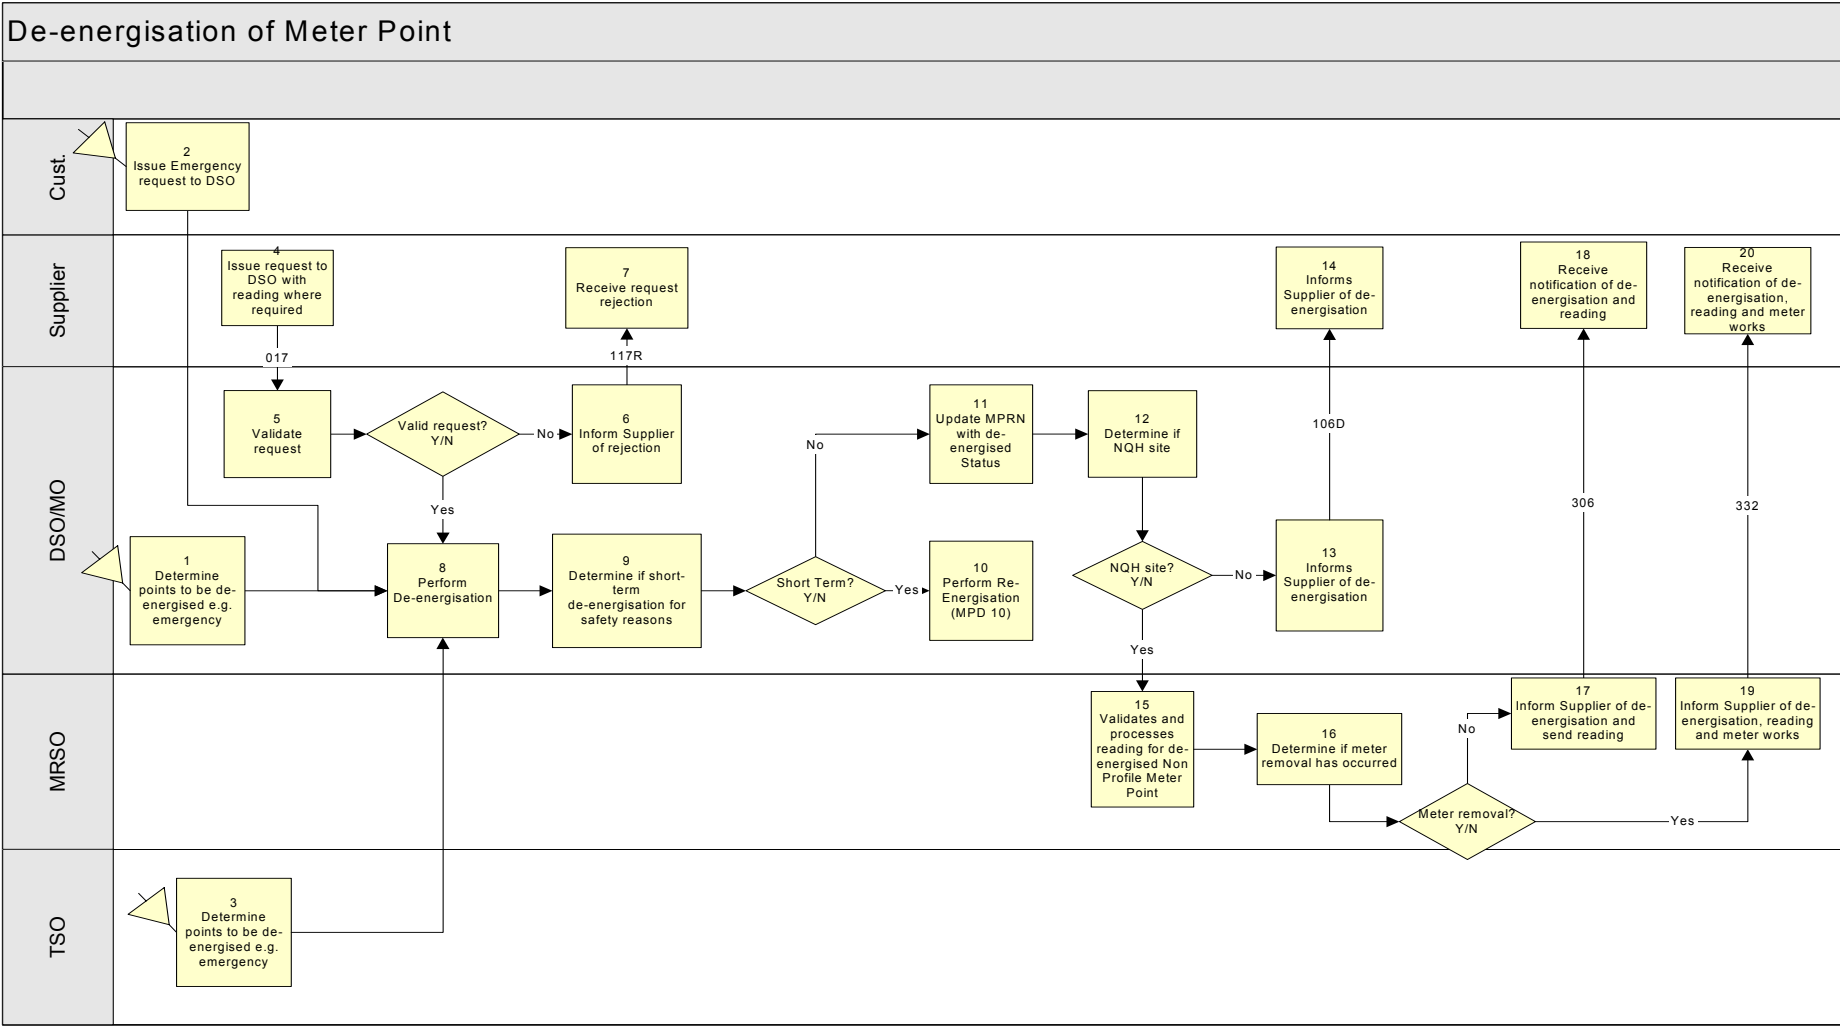 De-energisation of Meter Point
Cust.
2
Issue Emergency
request to DSO
Supplier
4
Issue request to
DSO with
reading where
required
7
Receive request
rejection
14
Informs
Supplier of de-
energisation
18
Receive
notification of de-
energisation and
reading
20
Receive
notification of de-
energisation,
reading and meter
works
017
117R
DSO/MO
5
Validate
request
Valid request?
Y/N
No
6
Inform Supplier
of rejection
Yes
1
Determine
points to be de-
energised e.g.
emergency
8
Perform
De-energisation
9
Determine if short-
term
de-energisation for
safety reasons
Short Term?
Y/N
No
Yes
10
Perform Re-
Energisation
(MPD 10)
11
Update MPRN
with de-
energised
Status
12
Determine if
NQH site
NQH site?
Y/N
No
13
Informs
Supplier of de-
energisation
106D
306
332
Yes
MRSO
15
Validates and
processes
reading for de-
energised Non
Profile Meter
Point
16
Determine if meter
removal has occurred
Meter removal?
Y/N
No
17
Inform Supplier of de-
energisation and
send reading
Yes
19
Inform Supplier of de-
energisation, reading
and meter works
TSO
3
Determine
points to be de-
energised e.g.
emergency